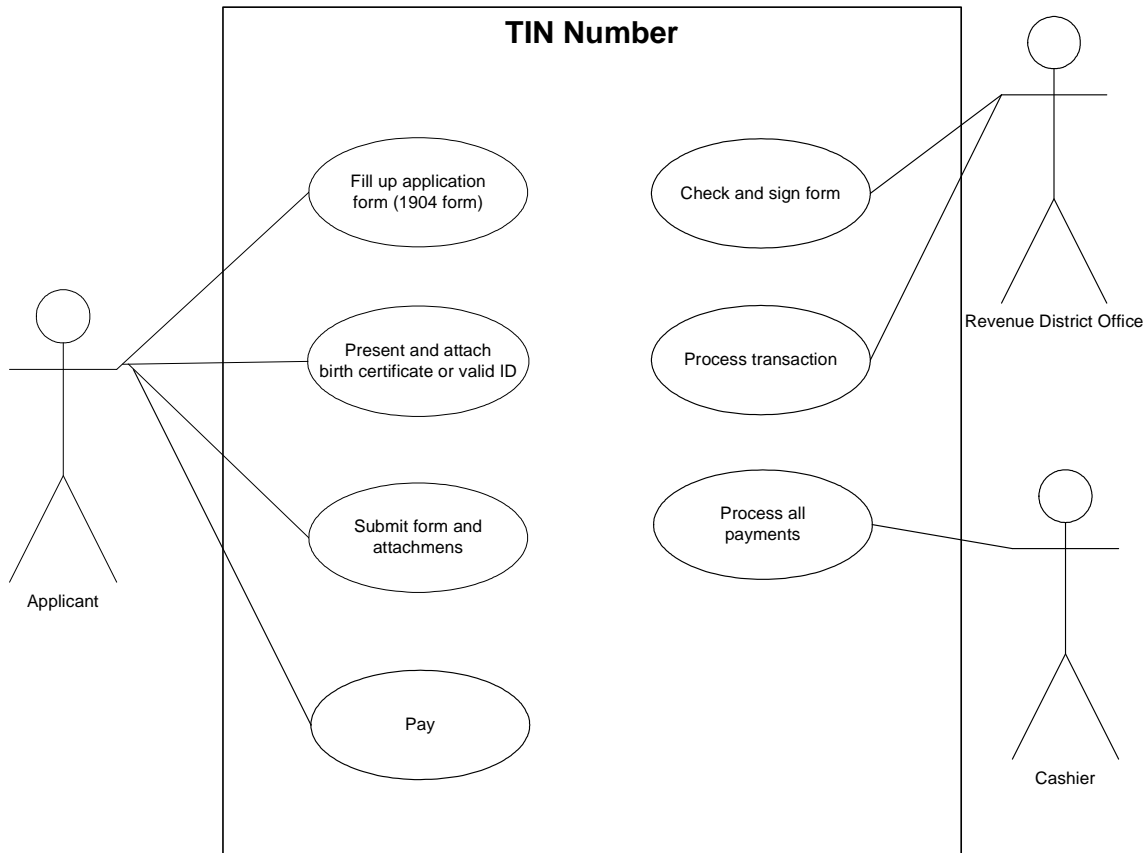 TIN Number
Fill up application
form (1904 form)
Check and sign form
Revenue District Office
Present and attach
birth certificate or valid ID
Process transaction
Submit form and
attachmens
Process all
payments
Applicant
Pay
Cashier